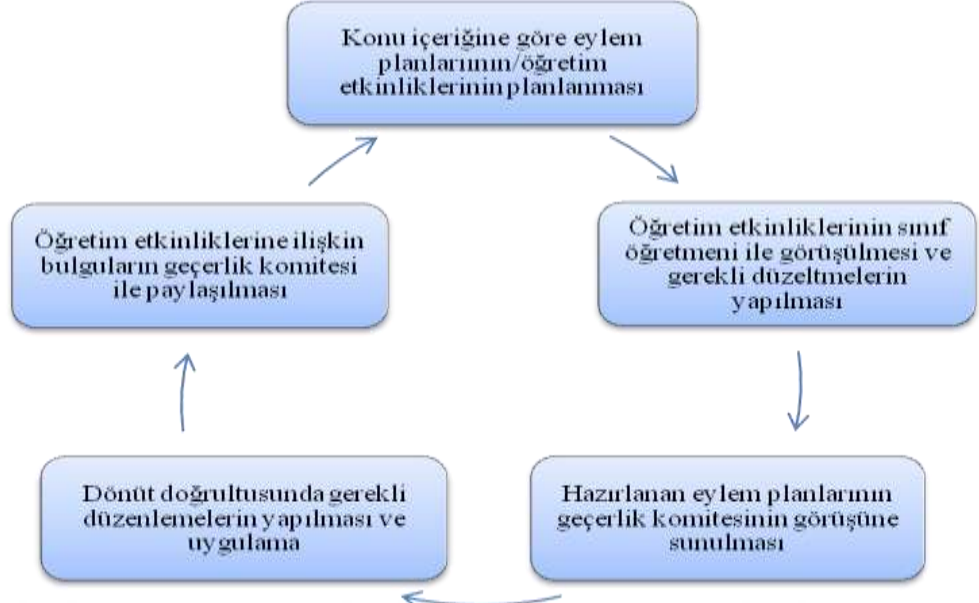 Konu içeriğine göre eylem
planlarıının/öğretim
etkinliklerinin planlanması
Öğretim etkinliklerinin sınıf
öğretmeni ile görüşülmesi ve
gerekli düzeltmelerin
yapılması
Hazırlanan eylem planlarının
geçerlik komitesinin görüşüne
sunulması
Dönüt doğrultusunda gerekli
düzenlemelerin yapılması ve
uygulama
Öğretim etkinliklerine ilişkin
bulguların geçerlik komitesi
ile paylaşılması